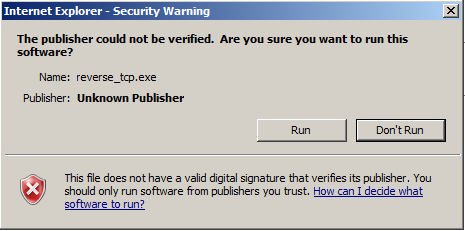 Internet Explorer - Security Warning
The publisher could not be verified.  Are you sure you want to run this
software?
Name: reverse_tcp.exe
Publisher: Unknown Publisher
Run Don't Run
This file does not have a valid digital signature that verifies its publisher. You
should only run software from publishers you trust. How can I decide what
software to run?